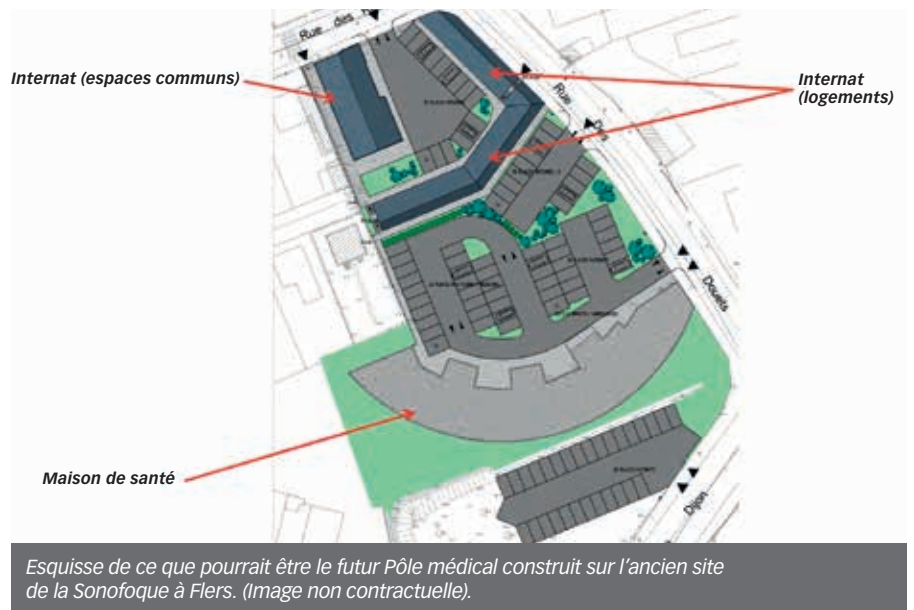 Rue des
Internat (espaces communs)
Internat
(logements)
Rue
Des
Douets
Maison de santé
Dijon
Esquisse de ce que pourrait être le futur Pôle médical construit sur l'ancien site
de la Sonofoque à Flers. (Image non contractuelle).